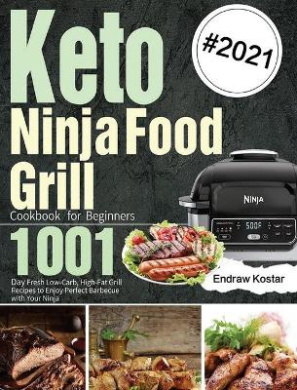 Keto
#2021
Ninja Food
Grill
Cookbook for Beginners
1001
Day Fresh Low-Carb, High-Fat Grill
Recipes to Enjoy Perfect Barbecue
with Your Ninja
NINJA
500F
Endraw Kostar